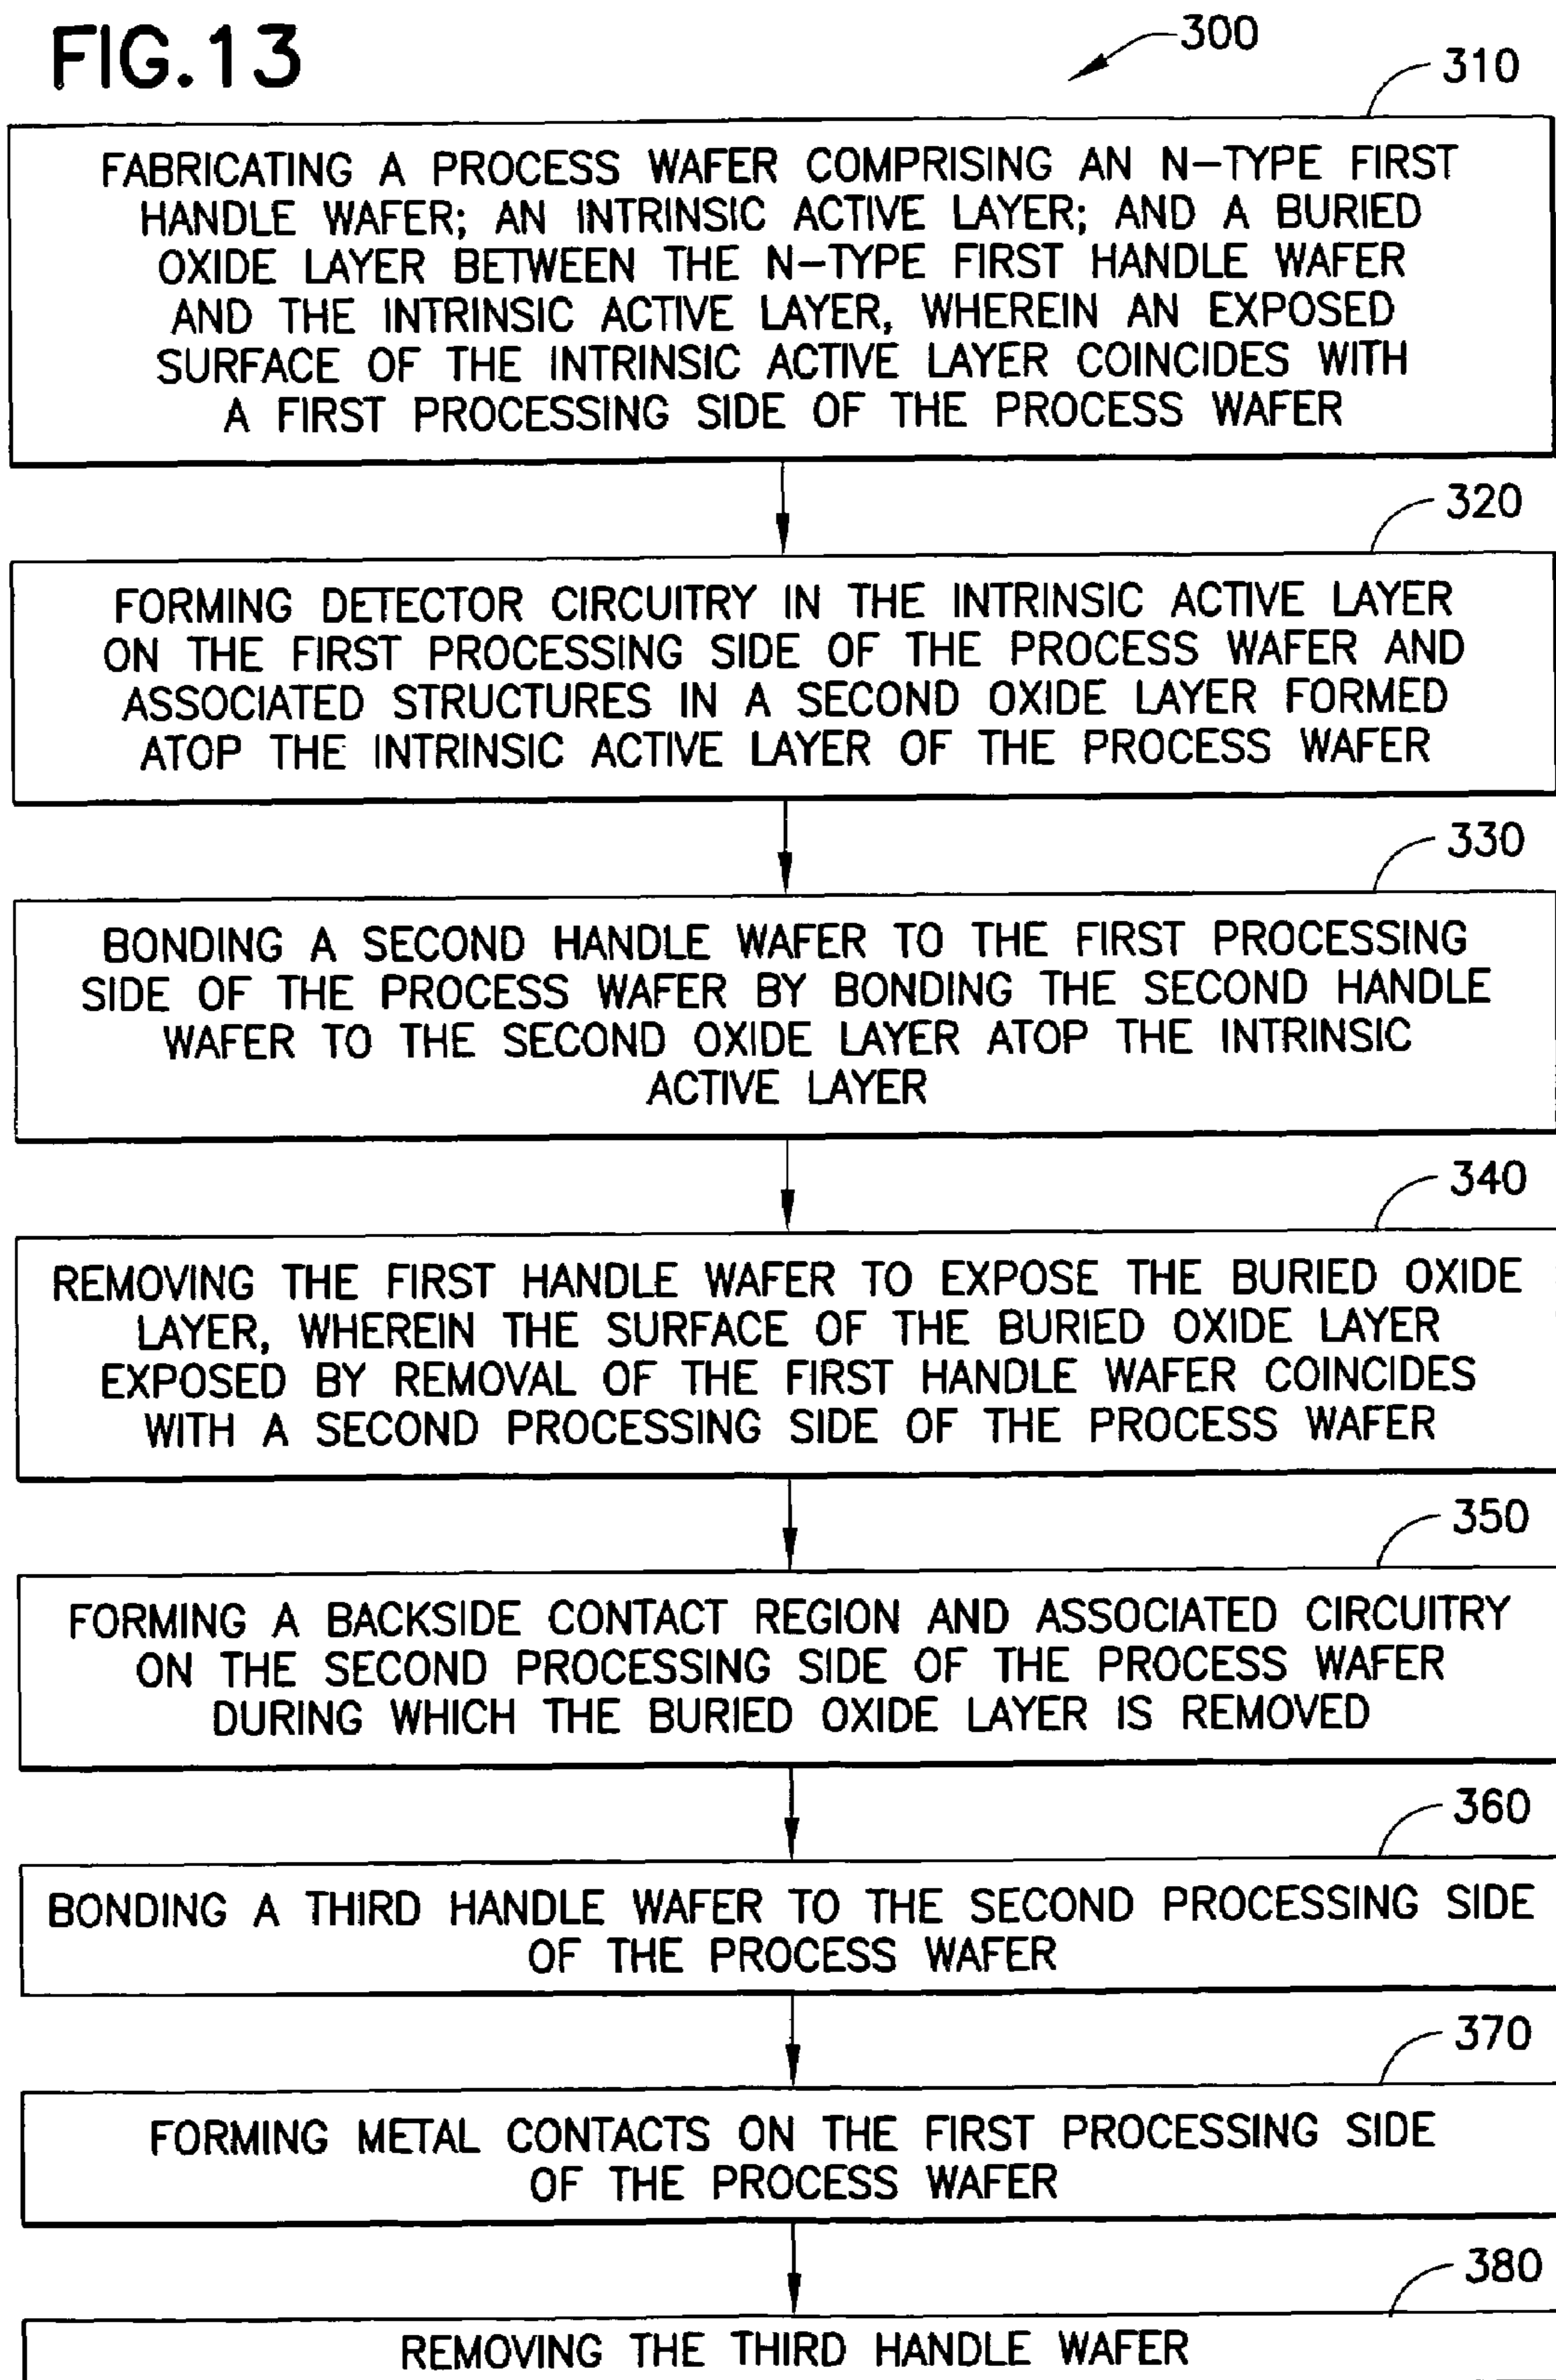 FIG.13
300
310
FABRICATING A PROCESS WAFER COMPRISING AN N-TYPE FIRST
HANDLE WAFER; AN INTRINSIC ACTIVE LAYER; AND A BURIED
OXIDE LAYER BETWEEN THE N-TYPE FIRST HANDLE WAFER
AND THE INTRINSIC ACTIVE LAYER, WHEREIN AN EXPOSED
SURFACE OF THE INTRINSIC ACTIVE LAYER COINCIDES WITH
A FIRST PROCESSING SIDE OF THE PROCESS WAFER
320
FORMING DETECTOR CIRCUITRY IN THE INTRINSIC ACTIVE LAYER
ON THE FIRST PROCESSING SIDE OF THE PROCESS WAFER AND
ASSOCIATED STRUCTURES IN A SECOND OXIDE LAYER FORMED
ATOP THE INTRINSIC ACTIVE LAYER OF THE PROCESS WAFER
330
BONDING A SECOND HANDLE WAFER TO THE FIRST PROCESSING
SIDE OF THE PROCESS WAFER BY BONDING THE SECOND HANDLE
WAFER TO THE SECOND OXIDE LAYER ATOP THE INTRINSIC
ACTIVE LAYER
340
REMOVING THE FIRST HANDLE WAFER TO EXPOSE THE BURIED OXIDE
LAYER, WHEREIN THE SURFACE OF THE BURIED OXIDE LAYER
EXPOSED BY REMOVAL OF THE FIRST HANDLE WAFER COINCIDES
WITH A SECOND PROCESSING SIDE OF THE PROCESS WAFER
350
FORMING A BACKSIDE CONTACT REGION AND ASSOCIATED CIRCUITRY
ON THE SECOND PROCESSING SIDE OF THE PROCESS WAFER
DURING WHICH THE BURIED OXIDE LAYER IS REMOVED
360
BONDING A THIRD HANDLE WAFER TO THE SECOND PROCESSING SIDE
OF THE PROCESS WAFER
370
FORMING METAL CONTACTS ON THE FIRST PROCESSING SIDE
OF THE PROCESS WAFER
380
REMOVING THE THIRD HANDLE WAFER